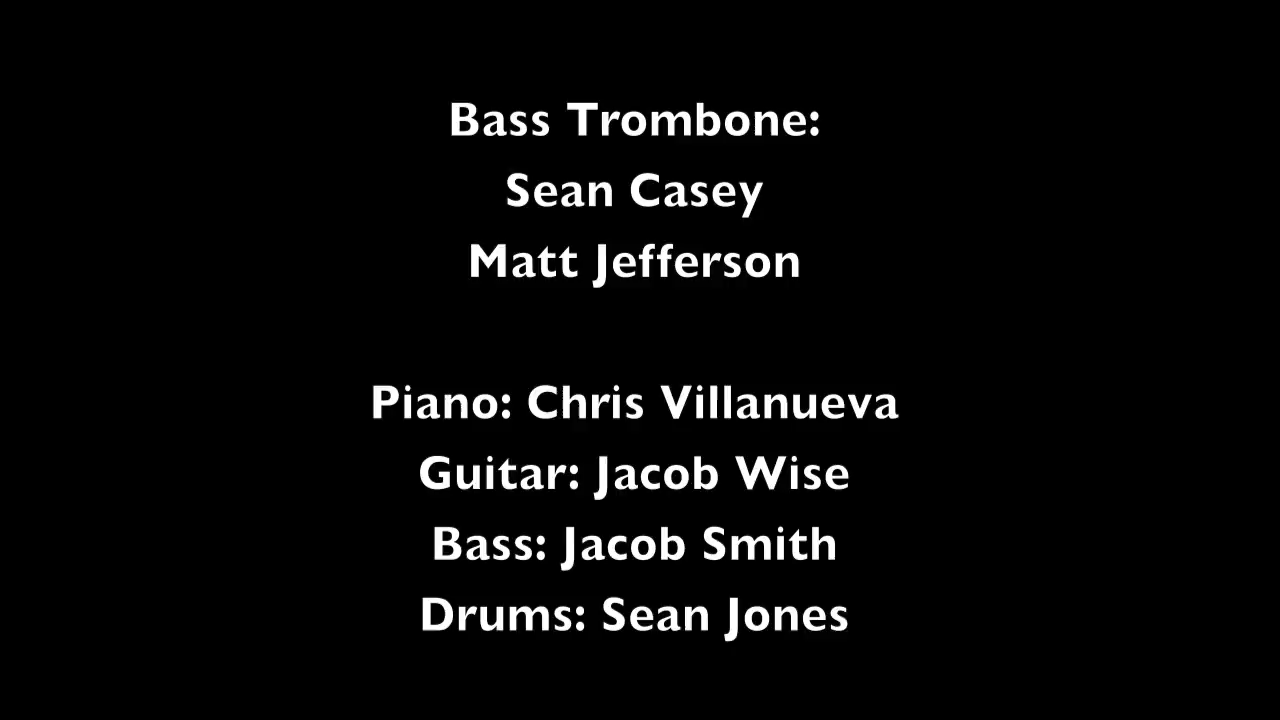 Bass Trombone:
Sean Casey
Matt Jefferson
Piano: Chris Villanueva
Guitar: Jacob Wise
Bass: Jacob Smith
Drums: Sean Jones